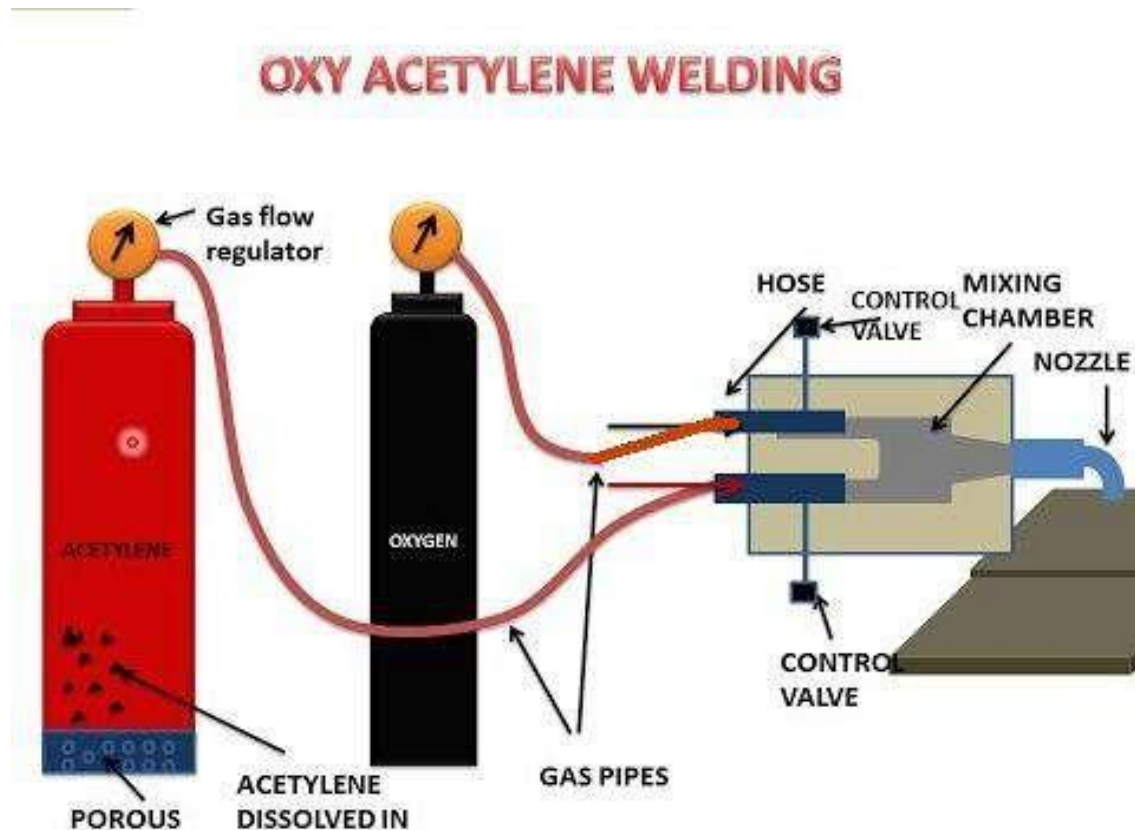 OXY ACETYLENE WELDING
Gas flow
regulator
HOSE
CONTROL
VALVE
MIXING
CHAMBER
NOZZLE
ACETYLENE
OXYGEN
CONTROL
VALVE
GAS PIPES
ACETYLENE
DISSOLVED IN
POROUS